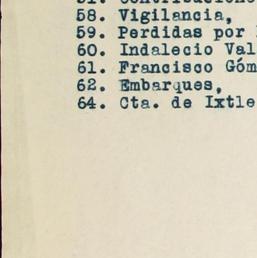 58. Vigilancia,
59. Perdidas por
60. Indalecio Val
61. Francisco Góm
62. Embarques,
64. Cta. de Ixtle